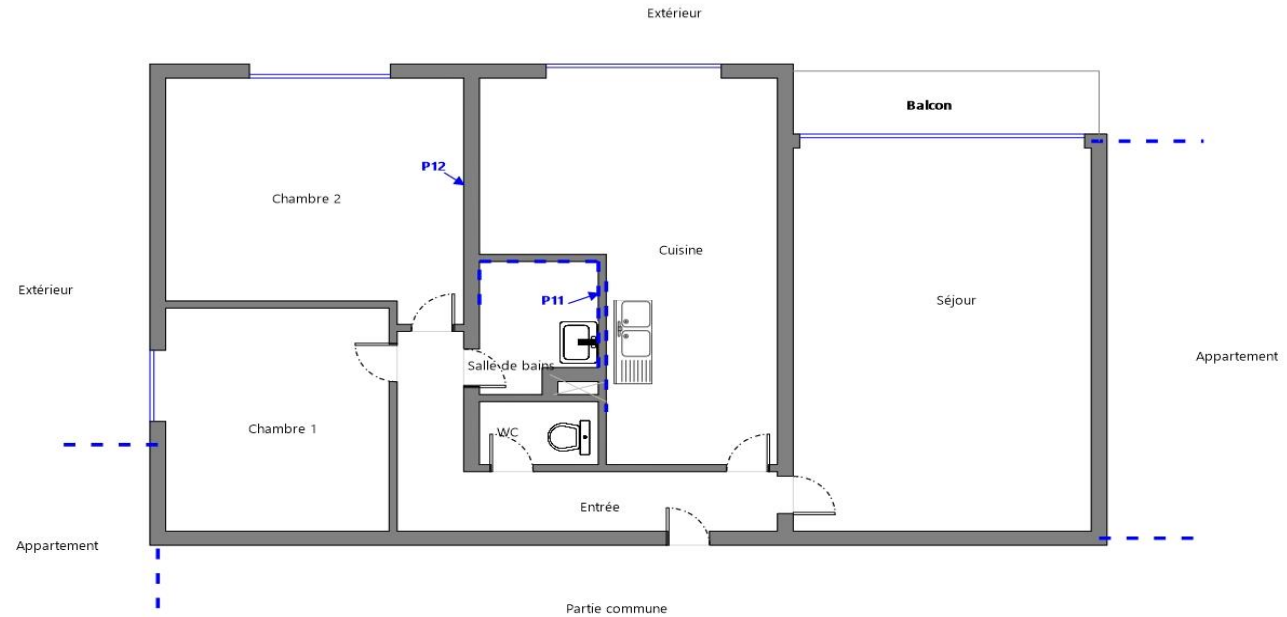 Extérieur
Balcon
P12
Chambre 2
Cuisine
Extérieur
P11
Séjour
Appartement
Salle de bains
Chambre 1
WC
Entrée
Appartement
Partie commune